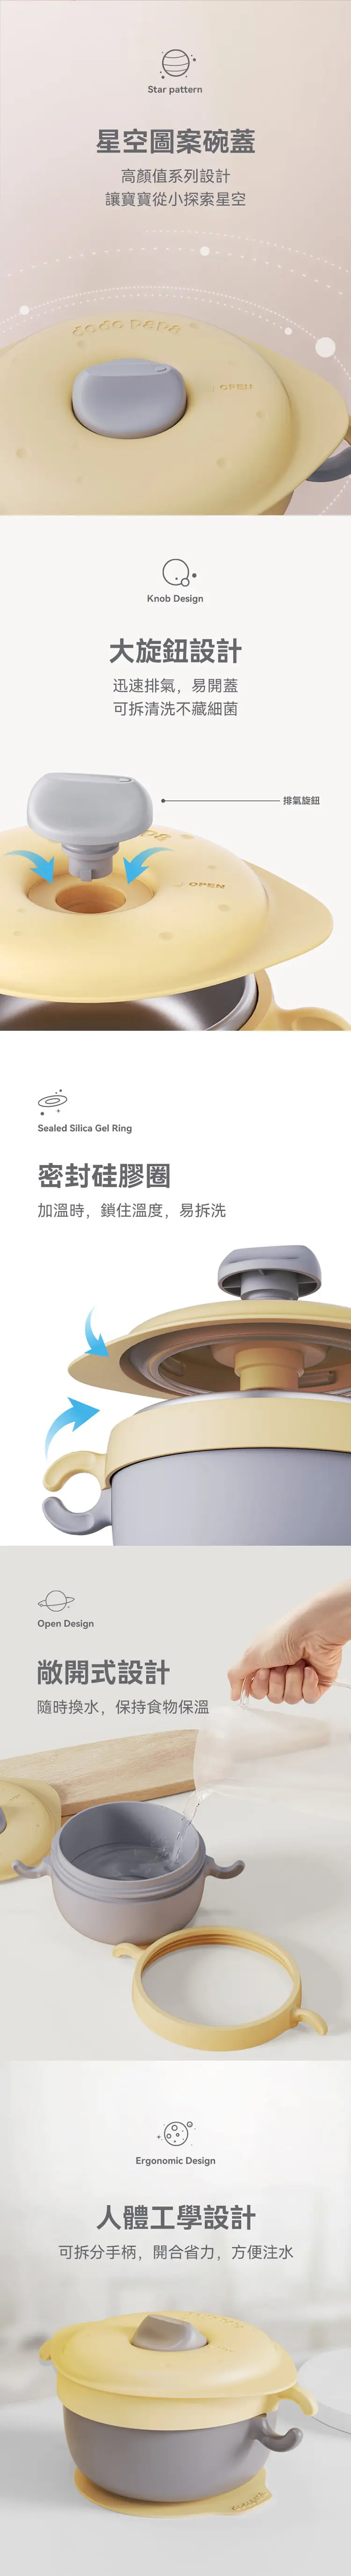 Star pattern
星空圖案碗蓋
高顏值系列設計
讓寶寶從小探索星空
dodo papa
OPEN
Knob Design
大旋鈕設計
迅速排氣，易開蓋
可拆清洗不藏細菌
排氣旋鈕
OPEN
Sealed Silica Gel Ring
密封硅膠圈
加溫時，鎖住溫度，易拆洗
Open Design
敞開式設計
隨時換水，保持食物保溫
Ergonomic Design
人體工學設計
可拆分手柄，開合省力，方便注水